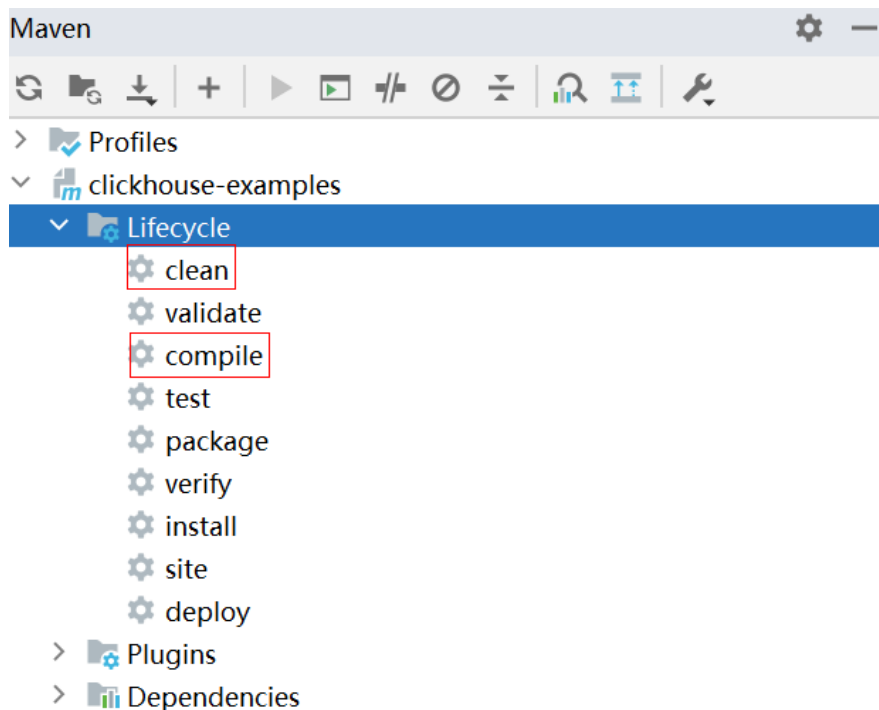 Maven
Profiles
clickhouse-examples
Lifecycle
clean
validate
compile
test
package
verify
install
site
deploy
Plugins
Dependencies